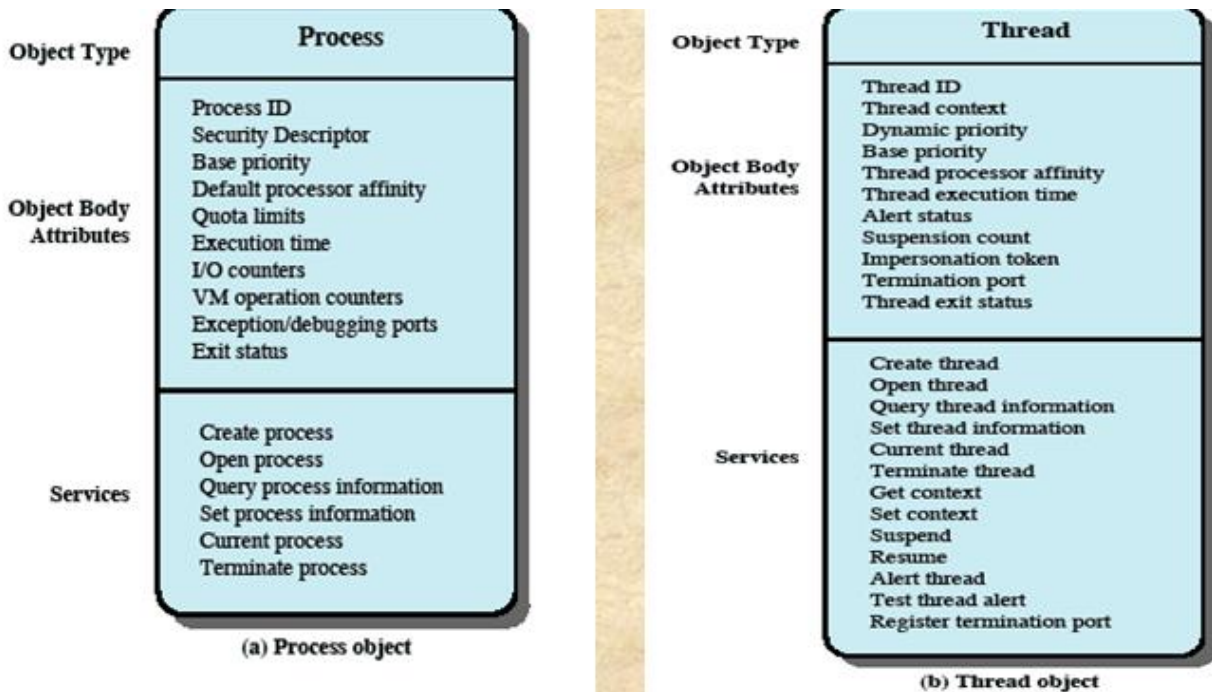 Object Type
Process
Object Body
Attributes
Process ID
Security Descriptor
Base priority
Default processor affinity
Quota limits
Execution time
I/O counters
VM operation counters
Exception/debugging ports
Exit status
Services
Create process
Open process
Query process information
Set process information
Current process
Terminate process
(a) Process object
Object Type
Thread
Object Body
Attributes
Thread ID
Thread context
Dynamic priority
Base priority
Thread processor affinity
Thread execution time
Alert status
Suspension count
Impersonation token
Termination port
Thread exit status
Services
Create thread
Open thread
Query thread information
Set thread information
Current thread
Terminate thread
Get context
Set context
Suspend
Resume
Alert thread
Test thread alert
Register termination port
(b) Thread object